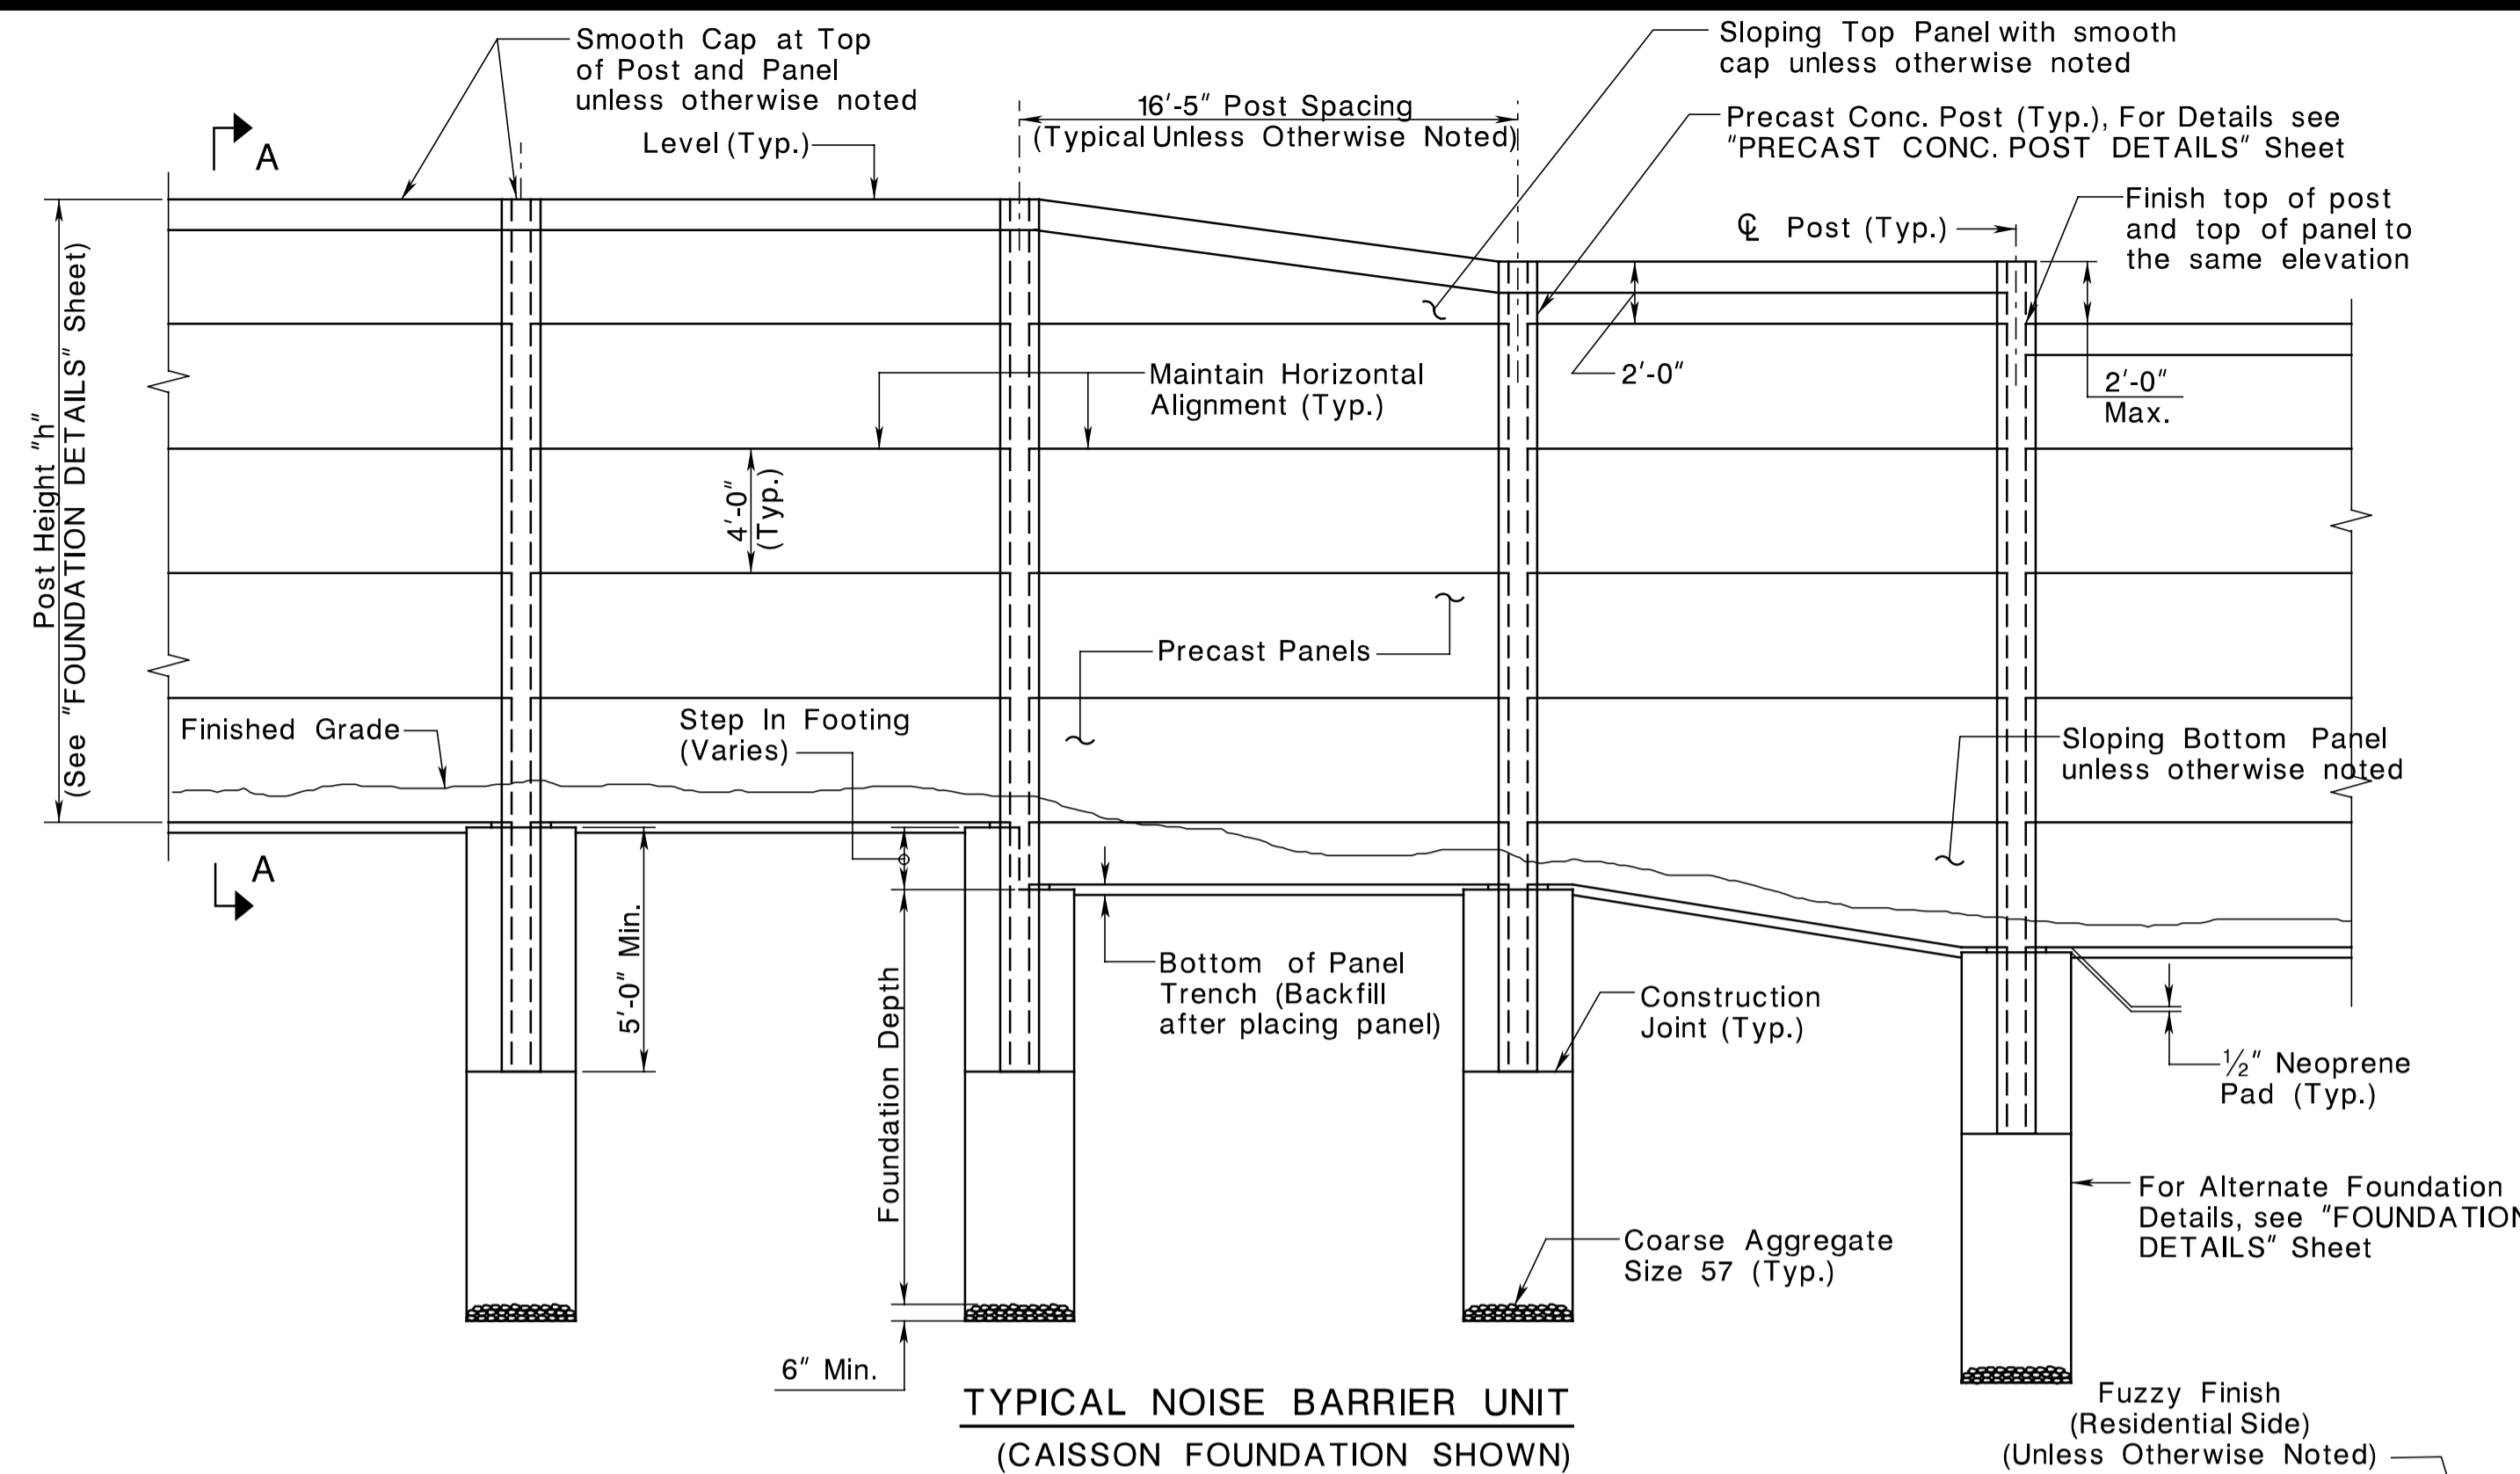 Smooth Cap at Top
of Post and Panel
unless otherwise noted
Level (Typ.)
16'-5" Post Spacing
(Typical Unless Otherwise Noted)
Sloping Top Panel with smooth
cap unless otherwise noted
Precast Conc. Post (Typ.), For Details see
"PRECAST CONC. POST DETAILS" Sheet
℄ Post (Typ.)
Finish top of post
and top of panel to
the same elevation
A
Post Height "h"
(See "FOUNDATION DETAILS" Sheet)
Maintain Horizontal
Alignment (Typ.)
2'-0"
2'-0"
Max.
4'-0"
(Typ.)
Precast Panels
Finished Grade
Step In Footing
(Varies)
Sloping Bottom Panel
unless otherwise noted
A
5'-0" Min.
Foundation Depth
Bottom of Panel
Trench (Backfill
after placing panel)
Construction
Joint (Typ.)
½" Neoprene
Pad (Typ.)
For Alternate Foundation
Details, see "FOUNDATION
DETAILS" Sheet
Coarse Aggregate
Size 57 (Typ.)
6" Min.
TYPICAL NOISE BARRIER UNIT
(CAISSON FOUNDATION SHOWN)
Fuzzy Finish
(Residential Side)
(Unless Otherwise Noted)